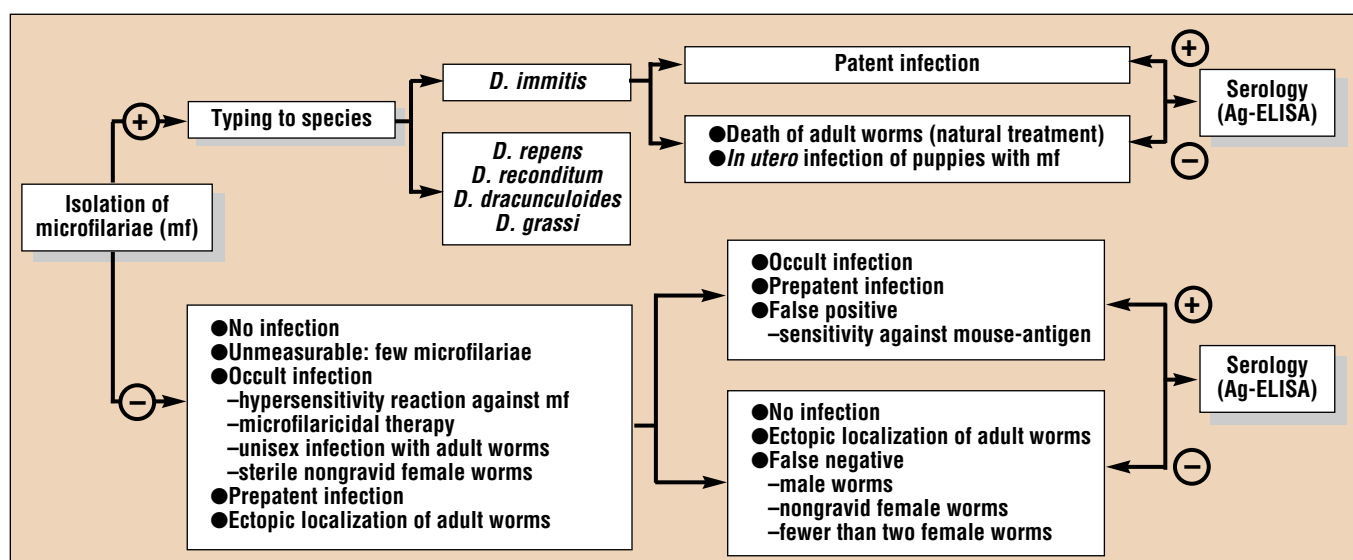 Isolation of
microfilariae (mf)
+
Typing to species
D. immitis
D. repens
D. reconditum
D. dracunculoides
D. grassi
Patent infection
●Death of adult worms (natural treatment)
●In utero infection of puppies with mf
+
Serology
(Ag-ELISA)
–
–
●No infection
●Unmeasurable: few microfilariae
●Occult infection
–hypersensitivity reaction against mf
–microfilaricidal therapy
–unisex infection with adult worms
–sterile nongravid female worms
●Prepatent infection
●Ectopic localization of adult worms
●Occult infection
●Prepatent infection
●False positive
–sensitivity against mouse-antigen
●No infection
●Ectopic localization of adult worms
●False negative
–male worms
–nongravid female worms
–fewer than two female worms
+
Serology
(Ag-ELISA)
–